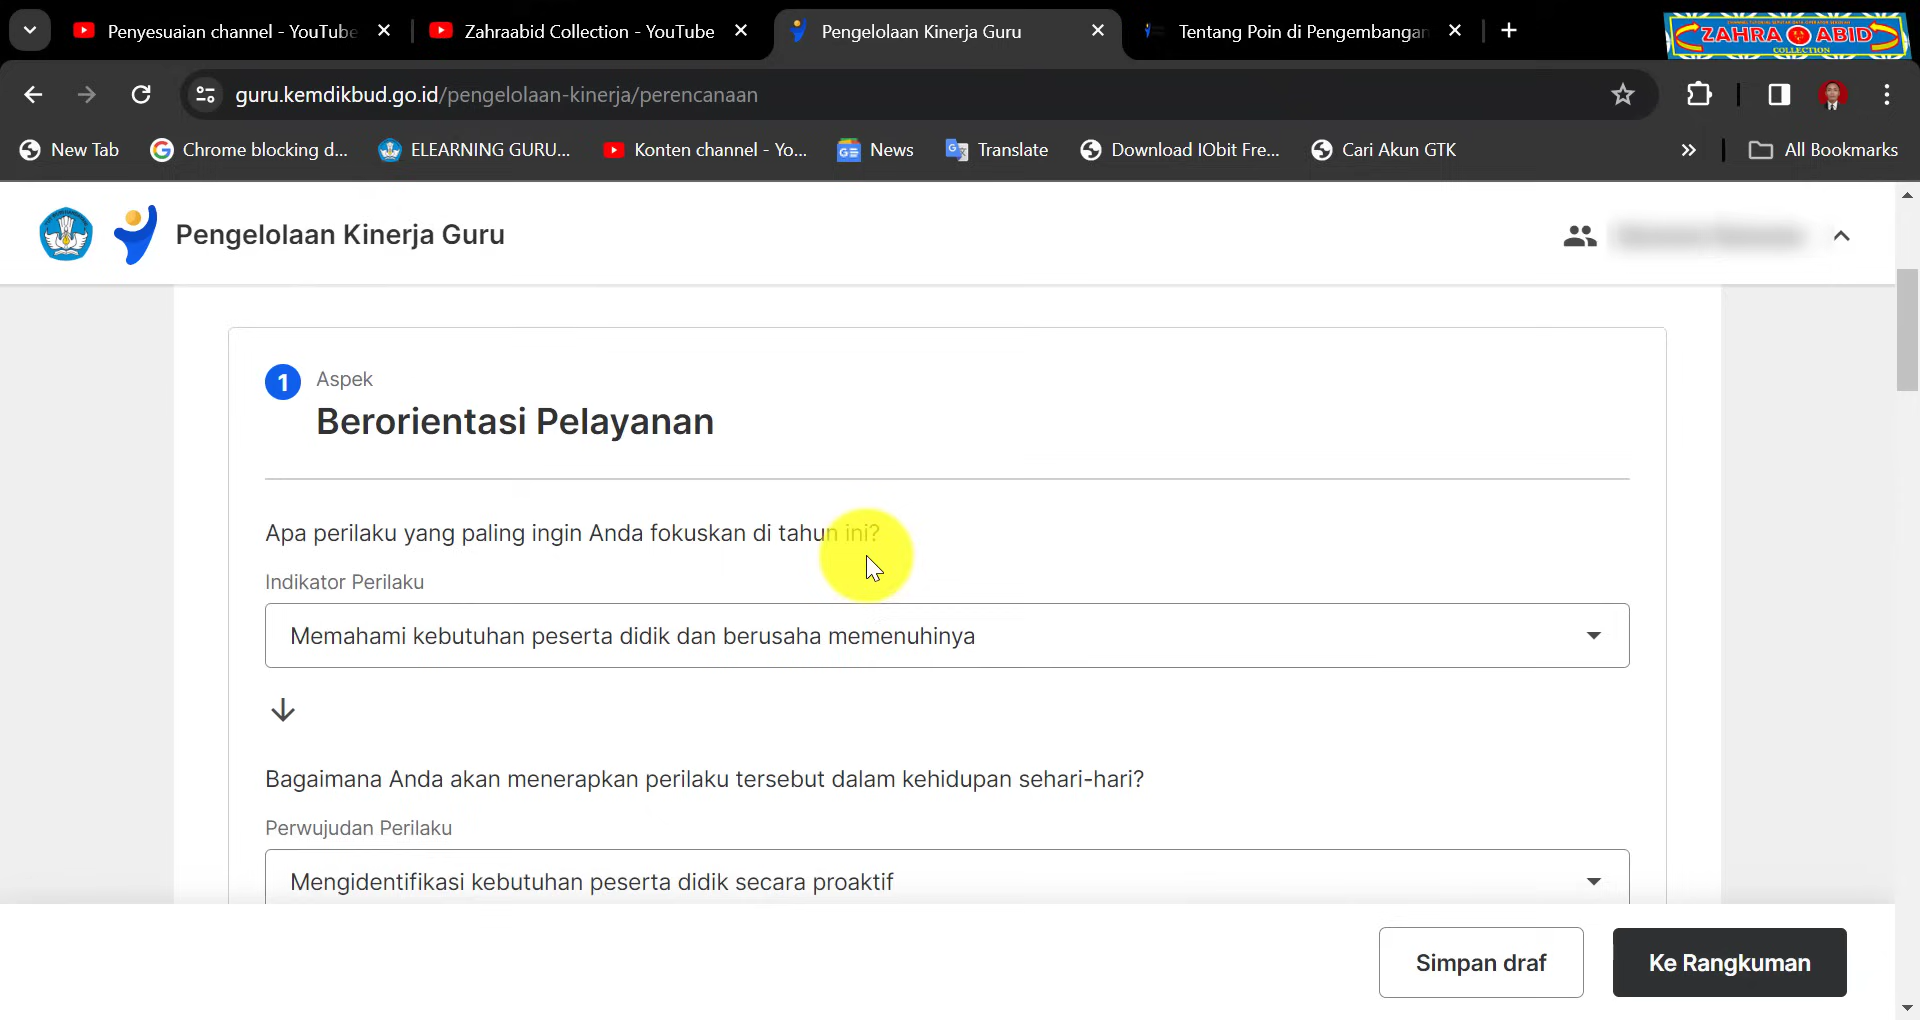 Penyesuaian channel - YouTube
Zahraabid Collection - YouTube
Pengelolaan Kinerja Guru
Tentang Poin di Pengembangan
ZAHRA ABID
COLLECTION
guru.kemdikbud.go.id/pengelolaan-kinerja/perencanaan
New Tab
Chrome blocking d...
ELEARNING GURU...
Konten channel - Yo...
News
Translate
Download IObit Fre...
Cari Akun GTK
All Bookmarks
Pengelolaan Kinerja Guru
1
Aspek
Berorientasi Pelayanan
Apa perilaku yang paling ingin Anda fokuskan di tahun ini?
Indikator Perilaku
Memahami kebutuhan peserta didik dan berusaha memenuhinya
Bagaimana Anda akan menerapkan perilaku tersebut dalam kehidupan sehari-hari?
Perwujudan Perilaku
Mengidentifikasi kebutuhan peserta didik secara proaktif
Simpan draf
Ke Rangkuman